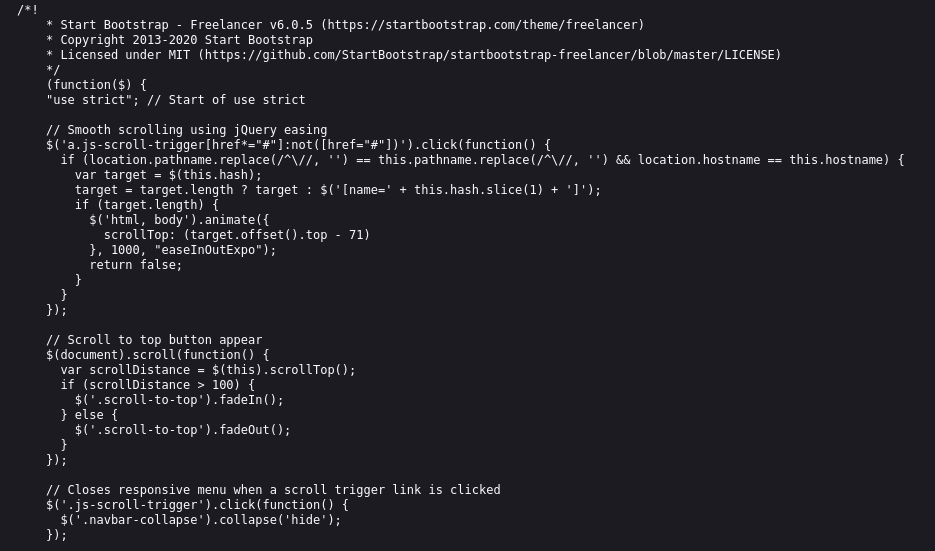 /*!
    * Start Bootstrap - Freelancer v6.0.5 (https://startbootstrap.com/theme/freelancer)
    * Copyright 2013-2020 Start Bootstrap
    * Licensed under MIT (https://github.com/StartBootstrap/startbootstrap-freelancer/blob/master/LICENSE)
    */
    (function($) {
    "use strict"; // Start of use strict

    // Smooth scrolling using jQuery easing
    $('a.js-scroll-trigger[href*="#"]:not([href="#"])').click(function() {
      if (location.pathname.replace(/^\//, '') == this.pathname.replace(/^\//, '') && location.hostname == this.hostname) {
        var target = $(this.hash);
        target = target.length ? target : $('[name=' + this.hash.slice(1) + ']');
        if (target.length) {
          $('html, body').animate({
            scrollTop: (target.offset().top - 71)
          }, 1000, "easeInOutExpo");
          return false;
        }
      }
    });

    // Scroll to top button appear
    $(document).scroll(function() {
      var scrollDistance = $(this).scrollTop();
      if (scrollDistance > 100) {
        $('.scroll-to-top').fadeIn();
      } else {
        $('.scroll-to-top').fadeOut();
      }
    });

    // Closes responsive menu when a scroll trigger link is clicked
    $('.js-scroll-trigger').click(function() {
      $('.navbar-collapse').collapse('hide');
    });